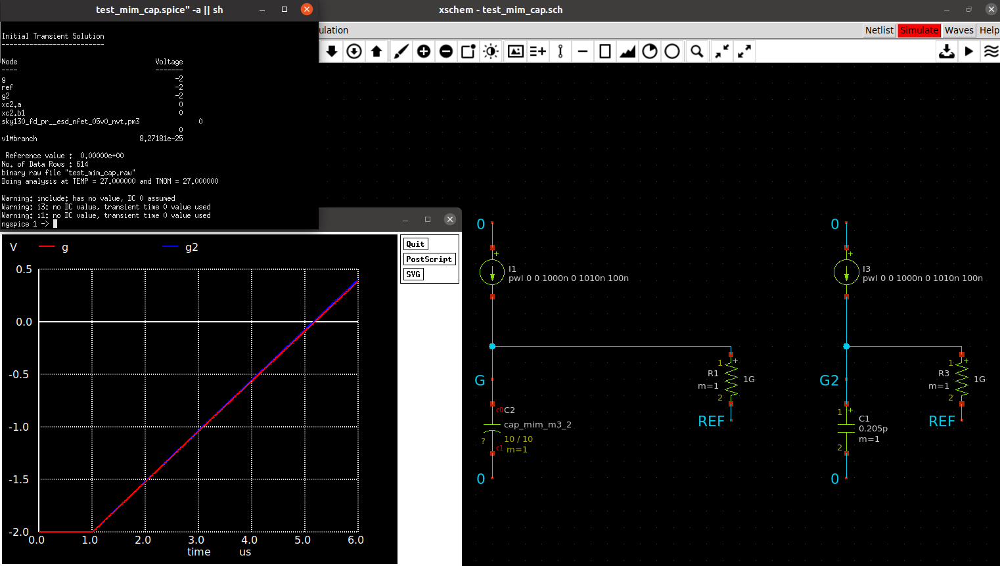 test_mim_cap.spice" -a || sh
xschem - test_mim_cap.sch
ulation
Netlist Simulate Waves Help
Initial Transient Solution
--------------------------
Node Voltage
---- -------
g -2
ref -2
g2 -2
xc2.a 0
xc2.b1 0
sky130_fd_pr__esd_nfet_05v0_nvt.pm3 0
0
v1#branch 8.27181e-25
Reference value : 0.00000e+00
No. of Data Rows : 614
binary raw file "test_mim_cap.raw"
Doing analysis at TEMP = 27.000000 and TNOM = 27.000000
Warning: include: has no value, DC 0 assumed
Warning: i3: no DC value, transient time 0 value used
Warning: i1: no DC value, transient time 0 value used
ngspice 1 ->
V g g2
0.5
0.0
-0.5
-1.0
-1.5
-2.0
0.0 1.0 2.0 3.0 4.0 5.0 6.0
time us
Quit
PostScript
SVG
0
+
I1
pwl 0 0 1000n 0 1010n 100n
G
c0 C2
cap_mim_m3_2
? 10 / 10
c1 m=1
0
1 +
R1 1G
m=1
2
REF
0
+
I3
pwl 0 0 1000n 0 1010n 100n
G2
1 +
C1
0.205p
m=1
2
0
1 +
R3 1G
m=1
2
REF